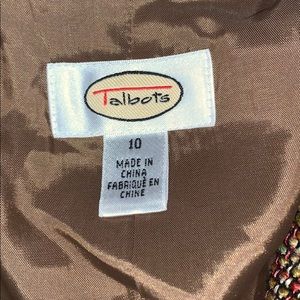 Talbots
10
MADE IN
CHINA
FABRIQUÉ EN
CHINE